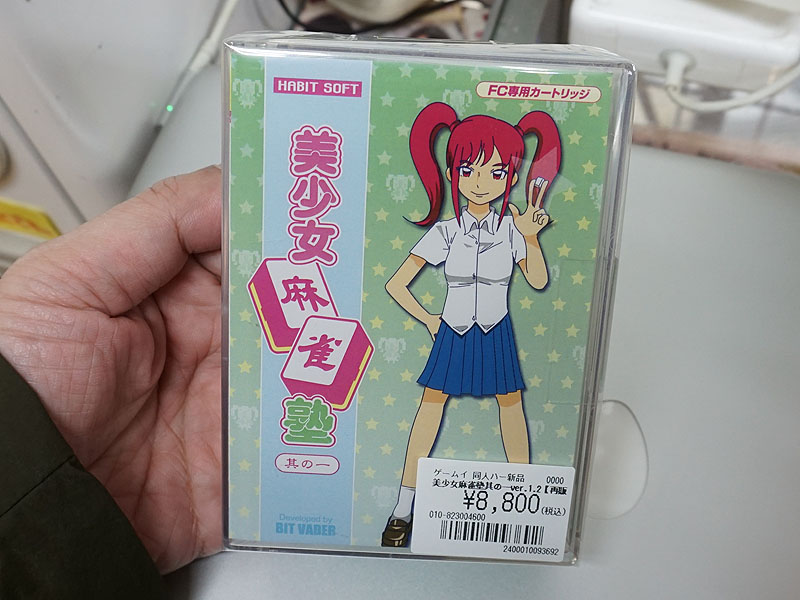 HABIT SOFT
FC専用カートリッジ
美少女
麻
雀
塾
其の一
Developed by
BIT VADER
ゲームイ 同人ハー新品 0000
美少女麻雀塾其の一ver.1.2【再販
¥8,800(税込)
010-823004600
2400010093692